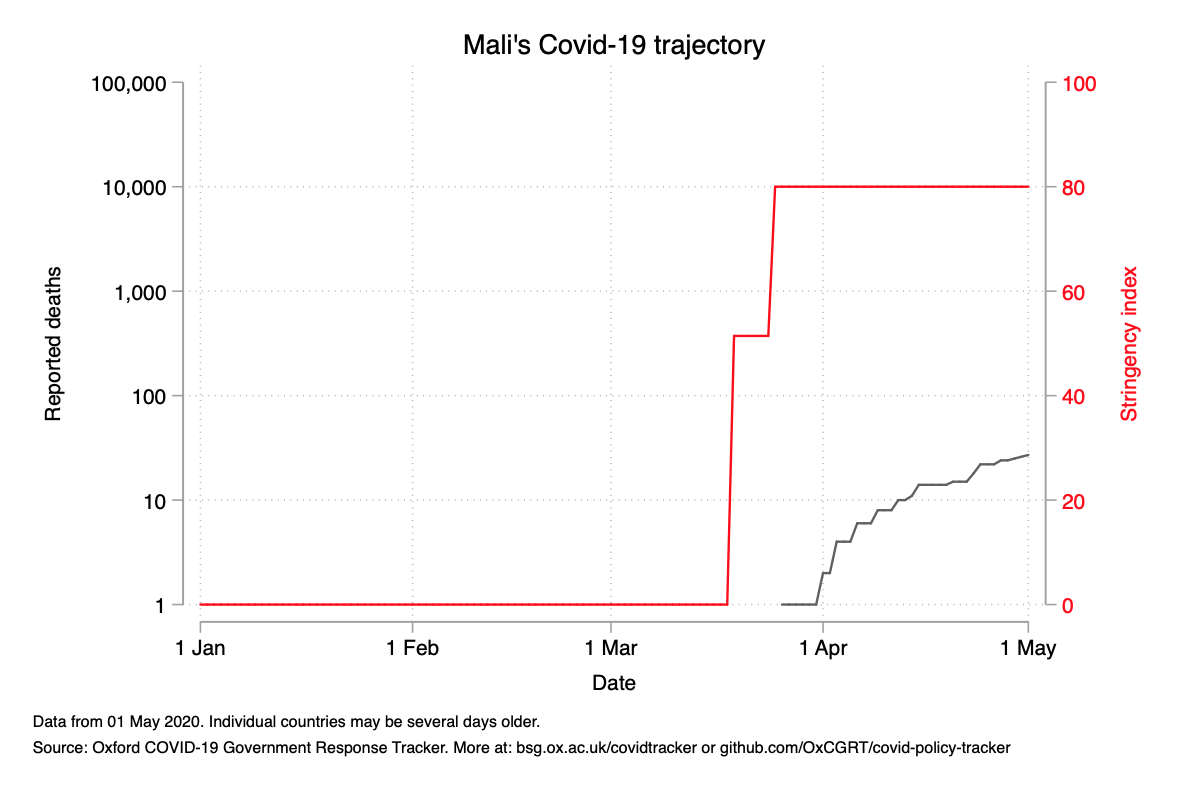 Mali's Covid-19 trajectory
100,000
10,000
1,000
100
10
1
Reported deaths
100
80
60
40
20
0
Stringency index
1 Jan
1 Feb
1 Mar
1 Apr
1 May
Date
Data from 01 May 2020. Individual countries may be several days older.
Source: Oxford COVID-19 Government Response Tracker. More at: bsg.ox.ac.uk/covidtracker or github.com/OxCGRT/covid-policy-tracker